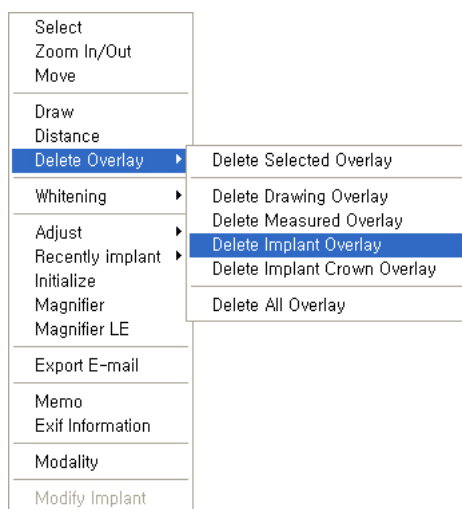 Select
Zoom In/Out
Move
Draw
Distance
Delete Overlay
Whitening
Adjust
Recently implant
Initialize
Magnifier
Magnifier LE
Export E-mail
Memo
Exif Information
Modality
Modify Implant
Delete Selected Overlay
Delete Drawing Overlay
Delete Measured Overlay
Delete Implant Overlay
Delete Implant Crown Overlay
Delete All Overlay